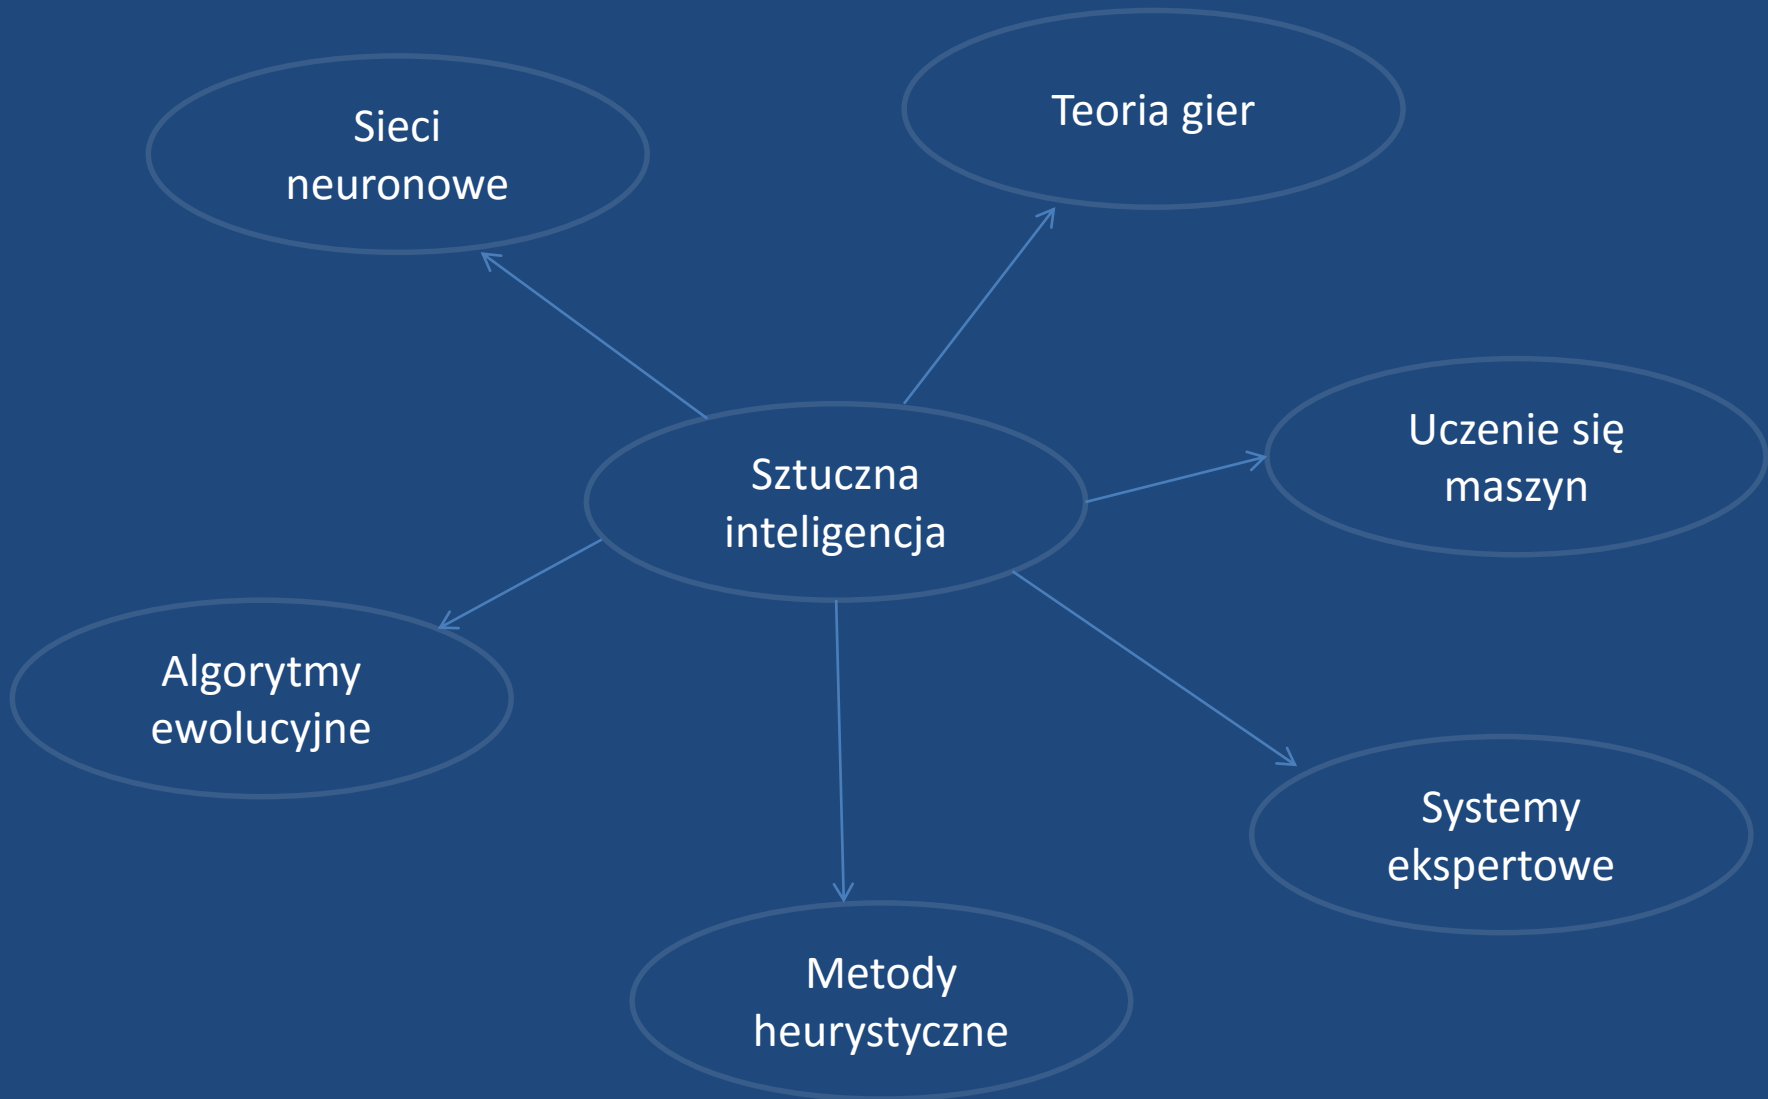 Sieci
neuronowe
Teoria gier
Uczenie się
maszyn
Sztuczna
inteligencja
Algorytmy
ewolucyjne
Systemy
ekspertowe
Metody
heurystyczne